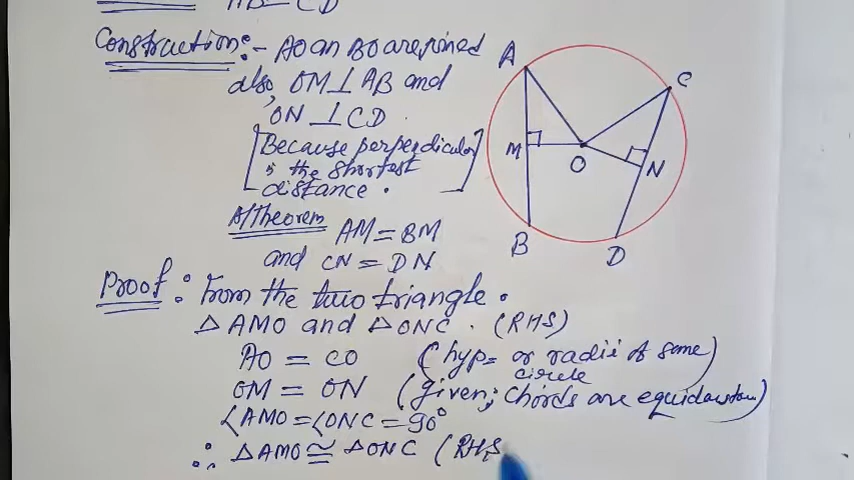 AB = CD
Construction :- AO an BO are joined
also, OM ⊥ AB and
ON ⊥ CD
[Because perpendicular
is the shortest
distance .]
A/Theorem
AM = BM
and CN = DN
Proof : From the two triangle .
△ AMO and △ ONC . (RHS)
AO = CO (hyp= or radii of same circle)
OM = ON (given; Chords are equidistan)
∠AMO = ∠ONC = 90°
∴ △AMO ≅ △ONC (RHS
A
C
M
O
N
B
D